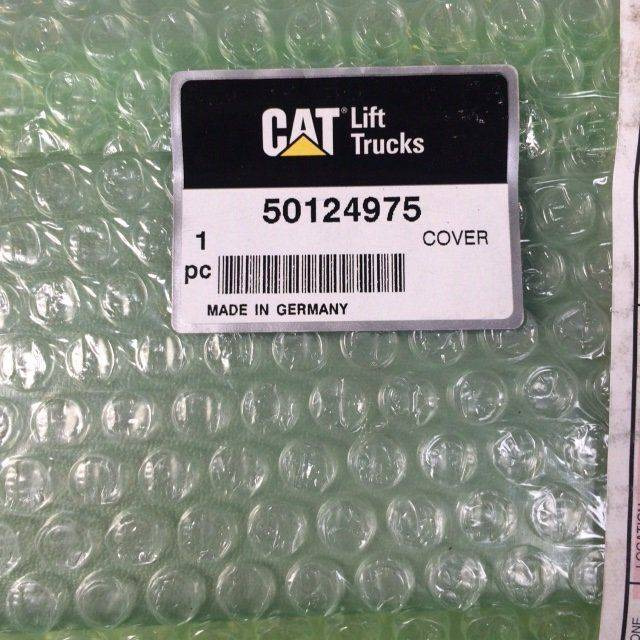 CAT® Lift
Trucks
50124975
1 COVER
pc
MADE IN GERMANY